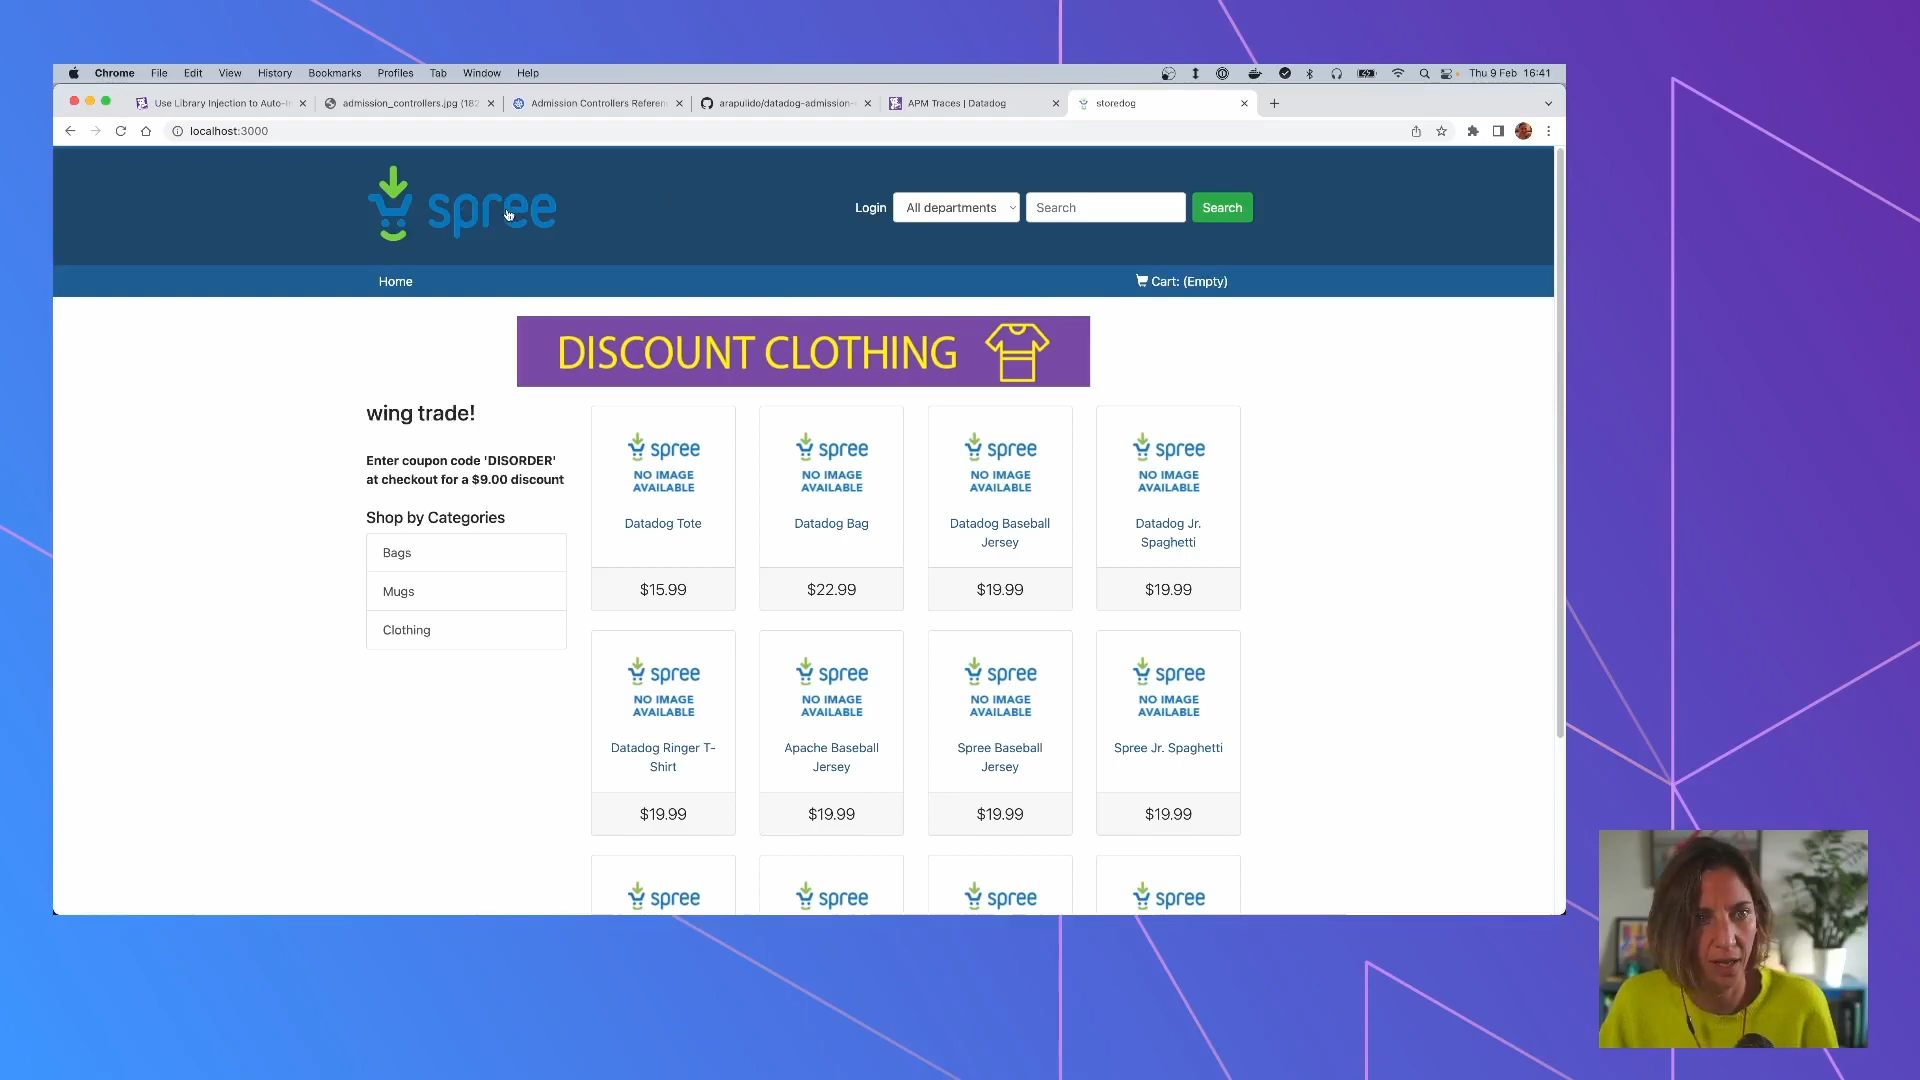 Chrome File Edit View History Bookmarks Profiles Tab Window Help
Thu 9 Feb 16:41
Use Library Injection to Auto-I
admission_controllers.jpg (182
Admission Controllers Referen
arapulido/datadog-admission-
APM Traces | Datadog
storedog
localhost:3000
spree
Login
All departments
Search
Search
Home
Cart: (Empty)
DISCOUNT CLOTHING
wing trade!
Enter coupon code 'DISORDER'
at checkout for a $9.00 discount
Shop by Categories
Bags
Mugs
Clothing
spree
NO IMAGE
AVAILABLE
Datadog Tote
$15.99
spree
NO IMAGE
AVAILABLE
Datadog Bag
$22.99
spree
NO IMAGE
AVAILABLE
Datadog Baseball
Jersey
$19.99
spree
NO IMAGE
AVAILABLE
Datadog Jr.
Spaghetti
$19.99
spree
NO IMAGE
AVAILABLE
Datadog Ringer T-
Shirt
$19.99
spree
NO IMAGE
AVAILABLE
Apache Baseball
Jersey
$19.99
spree
NO IMAGE
AVAILABLE
Spree Baseball
Jersey
$19.99
spree
NO IMAGE
AVAILABLE
Spree Jr. Spaghetti
$19.99
spree
spree
spree
spree